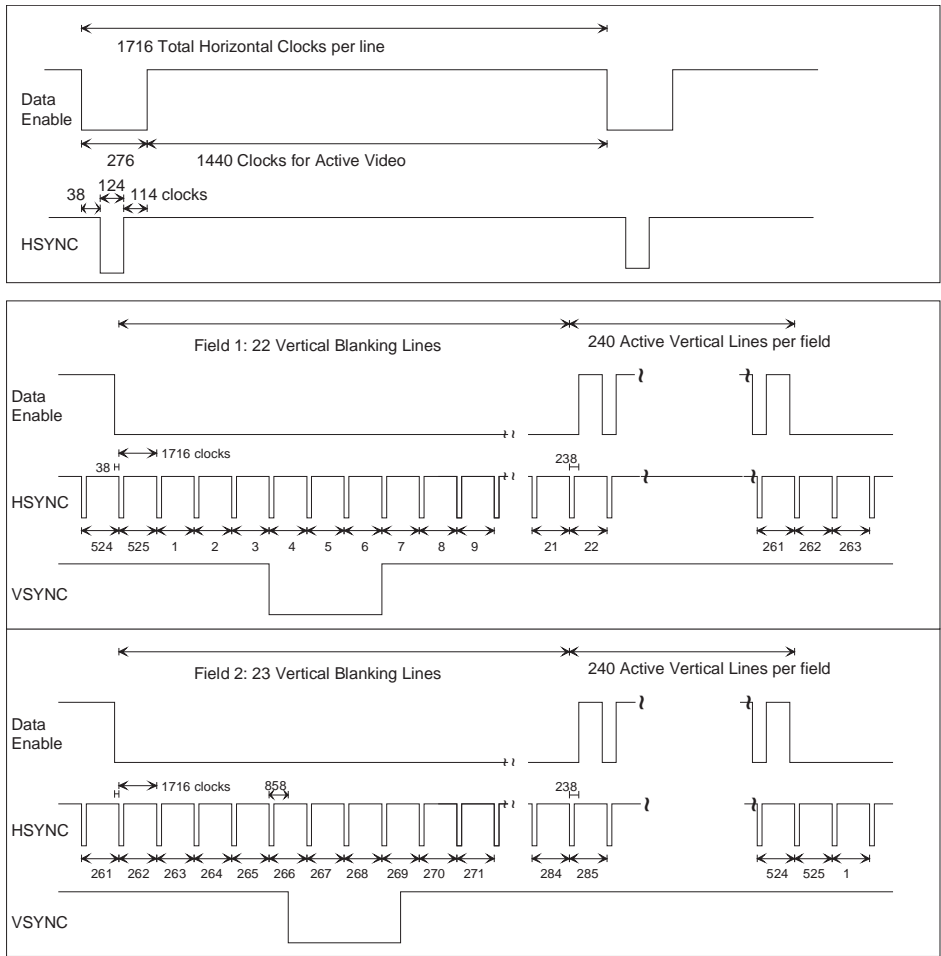 1716 Total Horizontal Clocks per line
Data
Enable
276
1440 Clocks for Active Video
124
38
114 clocks
HSYNC
Field 1: 22 Vertical Blanking Lines
240 Active Vertical Lines per field
Data
Enable
1716 clocks
38
238
HSYNC
524 525 1 2 3 4 5 6 7 8 9 21 22 261 262 263
VSYNC
Field 2: 23 Vertical Blanking Lines
240 Active Vertical Lines per field
Data
Enable
1716 clocks
858
238
HSYNC
261 262 263 264 265 266 267 268 269 270 271 284 285 524 525 1
VSYNC